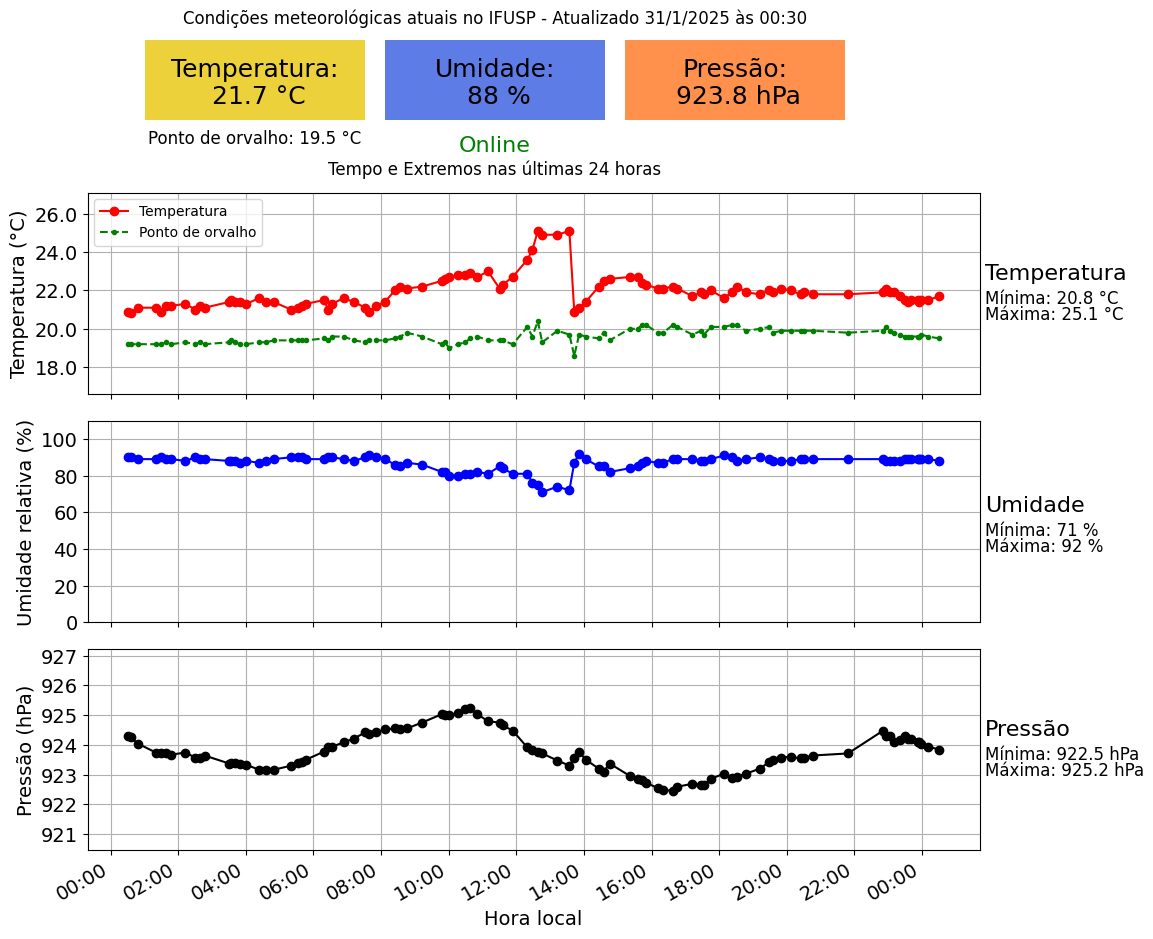 Condições meteorológicas atuais no IFUSP - Atualizado 31/1/2025 às 00:30
Temperatura:
21.7 °C
Umidade:
88 %
Pressão:
923.8 hPa
Ponto de orvalho: 19.5 °C
Online
Tempo e Extremos nas últimas 24 horas
Temperatura (°C)
26.0
24.0
22.0
20.0
18.0
Temperatura
Ponto de orvalho
Temperatura
Mínima: 20.8 °C
Máxima: 25.1 °C
Umidade relativa (%)
100
80
60
40
20
0
Umidade
Mínima: 71 %
Máxima: 92 %
Pressão (hPa)
927
926
925
924
923
922
921
Pressão
Mínima: 922.5 hPa
Máxima: 925.2 hPa
00:00 02:00 04:00 06:00 08:00 10:00 12:00 14:00 16:00 18:00 20:00 22:00 00:00
Hora local